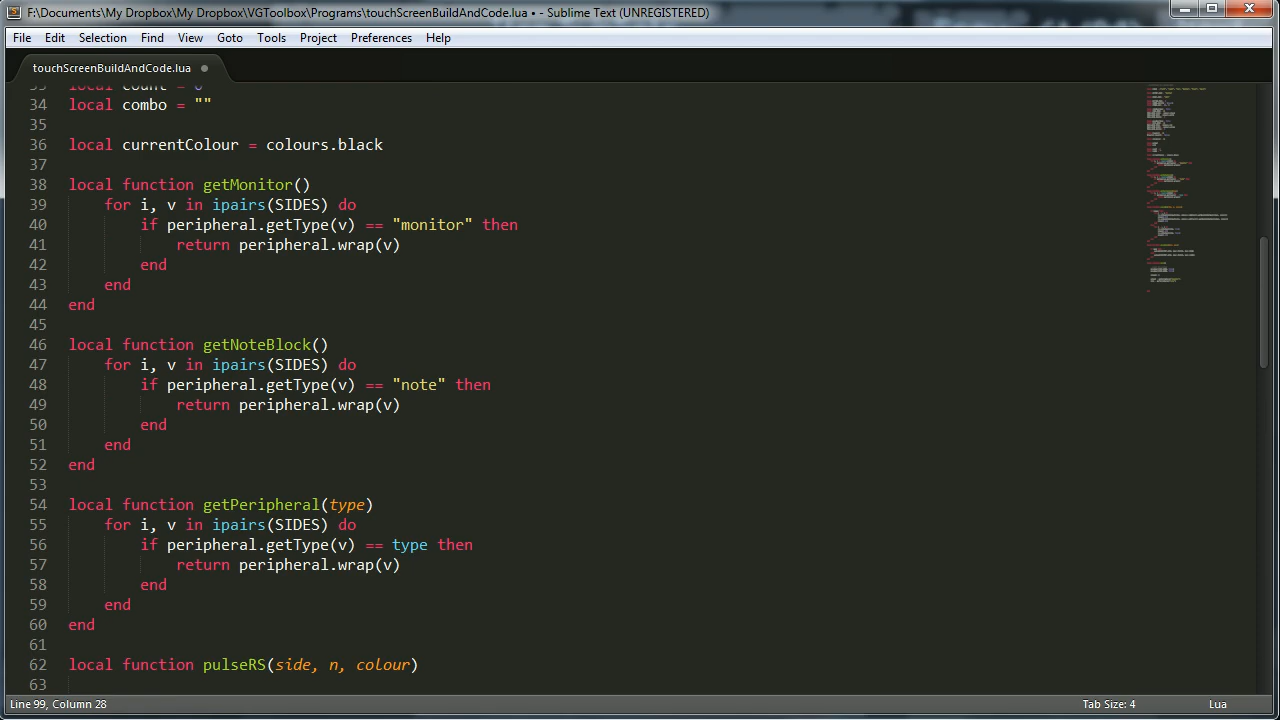 F:\Documents\My Dropbox\My Dropbox\VGToolbox\Programs\touchScreenBuildAndCode.lua • - Sublime Text (UNREGISTERED)
File Edit Selection Find View Goto Tools Project Preferences Help
touchScreenBuildAndCode.lua
33 local count = 0
34 local combo = ""
35
36 local currentColour = colours.black
37
38 local function getMonitor()
39 for i, v in ipairs(SIDES) do
40 if peripheral.getType(v) == "monitor" then
41 return peripheral.wrap(v)
42 end
43 end
44 end
45
46 local function getNoteBlock()
47 for i, v in ipairs(SIDES) do
48 if peripheral.getType(v) == "note" then
49 return peripheral.wrap(v)
50 end
51 end
52 end
53
54 local function getPeripheral(type)
55 for i, v in ipairs(SIDES) do
56 if peripheral.getType(v) == type then
57 return peripheral.wrap(v)
58 end
59 end
60 end
61
62 local function pulseRS(side, n, colour)
63
Line 99, Column 28 Tab Size: 4 Lua